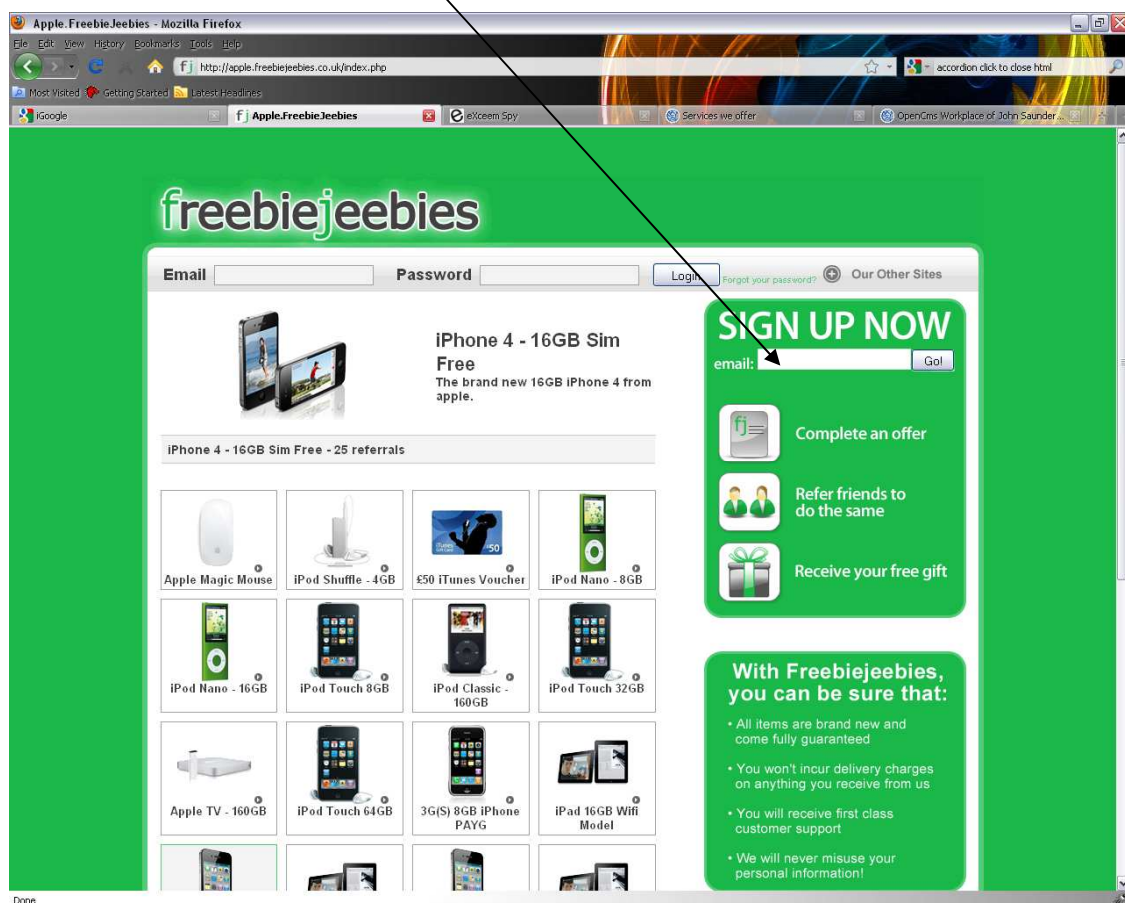 Apple.FreebieJeebies - Mozilla Firefox
File Edit View History Bookmarks Tools Help
fj http://apple.freebiejeebies.co.uk/index.php
accordion click to close html
Most Visited Getting Started Latest Headlines
iGoogle
fj Apple.FreebieJeebies
eXceem Spy
Services we offer
OpenCms Workplace of John Saunder...
freebiejeebies
Email
Password
Login
Forgot your password?
Our Other Sites
iPhone 4 - 16GB Sim
Free
The brand new 16GB iPhone 4 from
apple.
iPhone 4 - 16GB Sim Free - 25 referrals
SIGN UP NOW
email:
Go!
fj
Complete an offer
Refer friends to
do the same
Receive your free gift
Apple Magic Mouse
iPod Shuffle - 4GB
£50 iTunes Voucher
iPod Nano - 8GB
iPod Nano - 16GB
iPod Touch 8GB
iPod Classic -
160GB
iPod Touch 32GB
Apple TV - 160GB
iPod Touch 64GB
3G(S) 8GB iPhone
PAYG
iPad 16GB Wifi
Model
With Freebiejeebies,
you can be sure that:
• All items are brand new and
come fully guaranteed
• You won't incur delivery charges
on anything you receive from us
• You will receive first class
customer support
• We will never misuse your
personal information!
Done